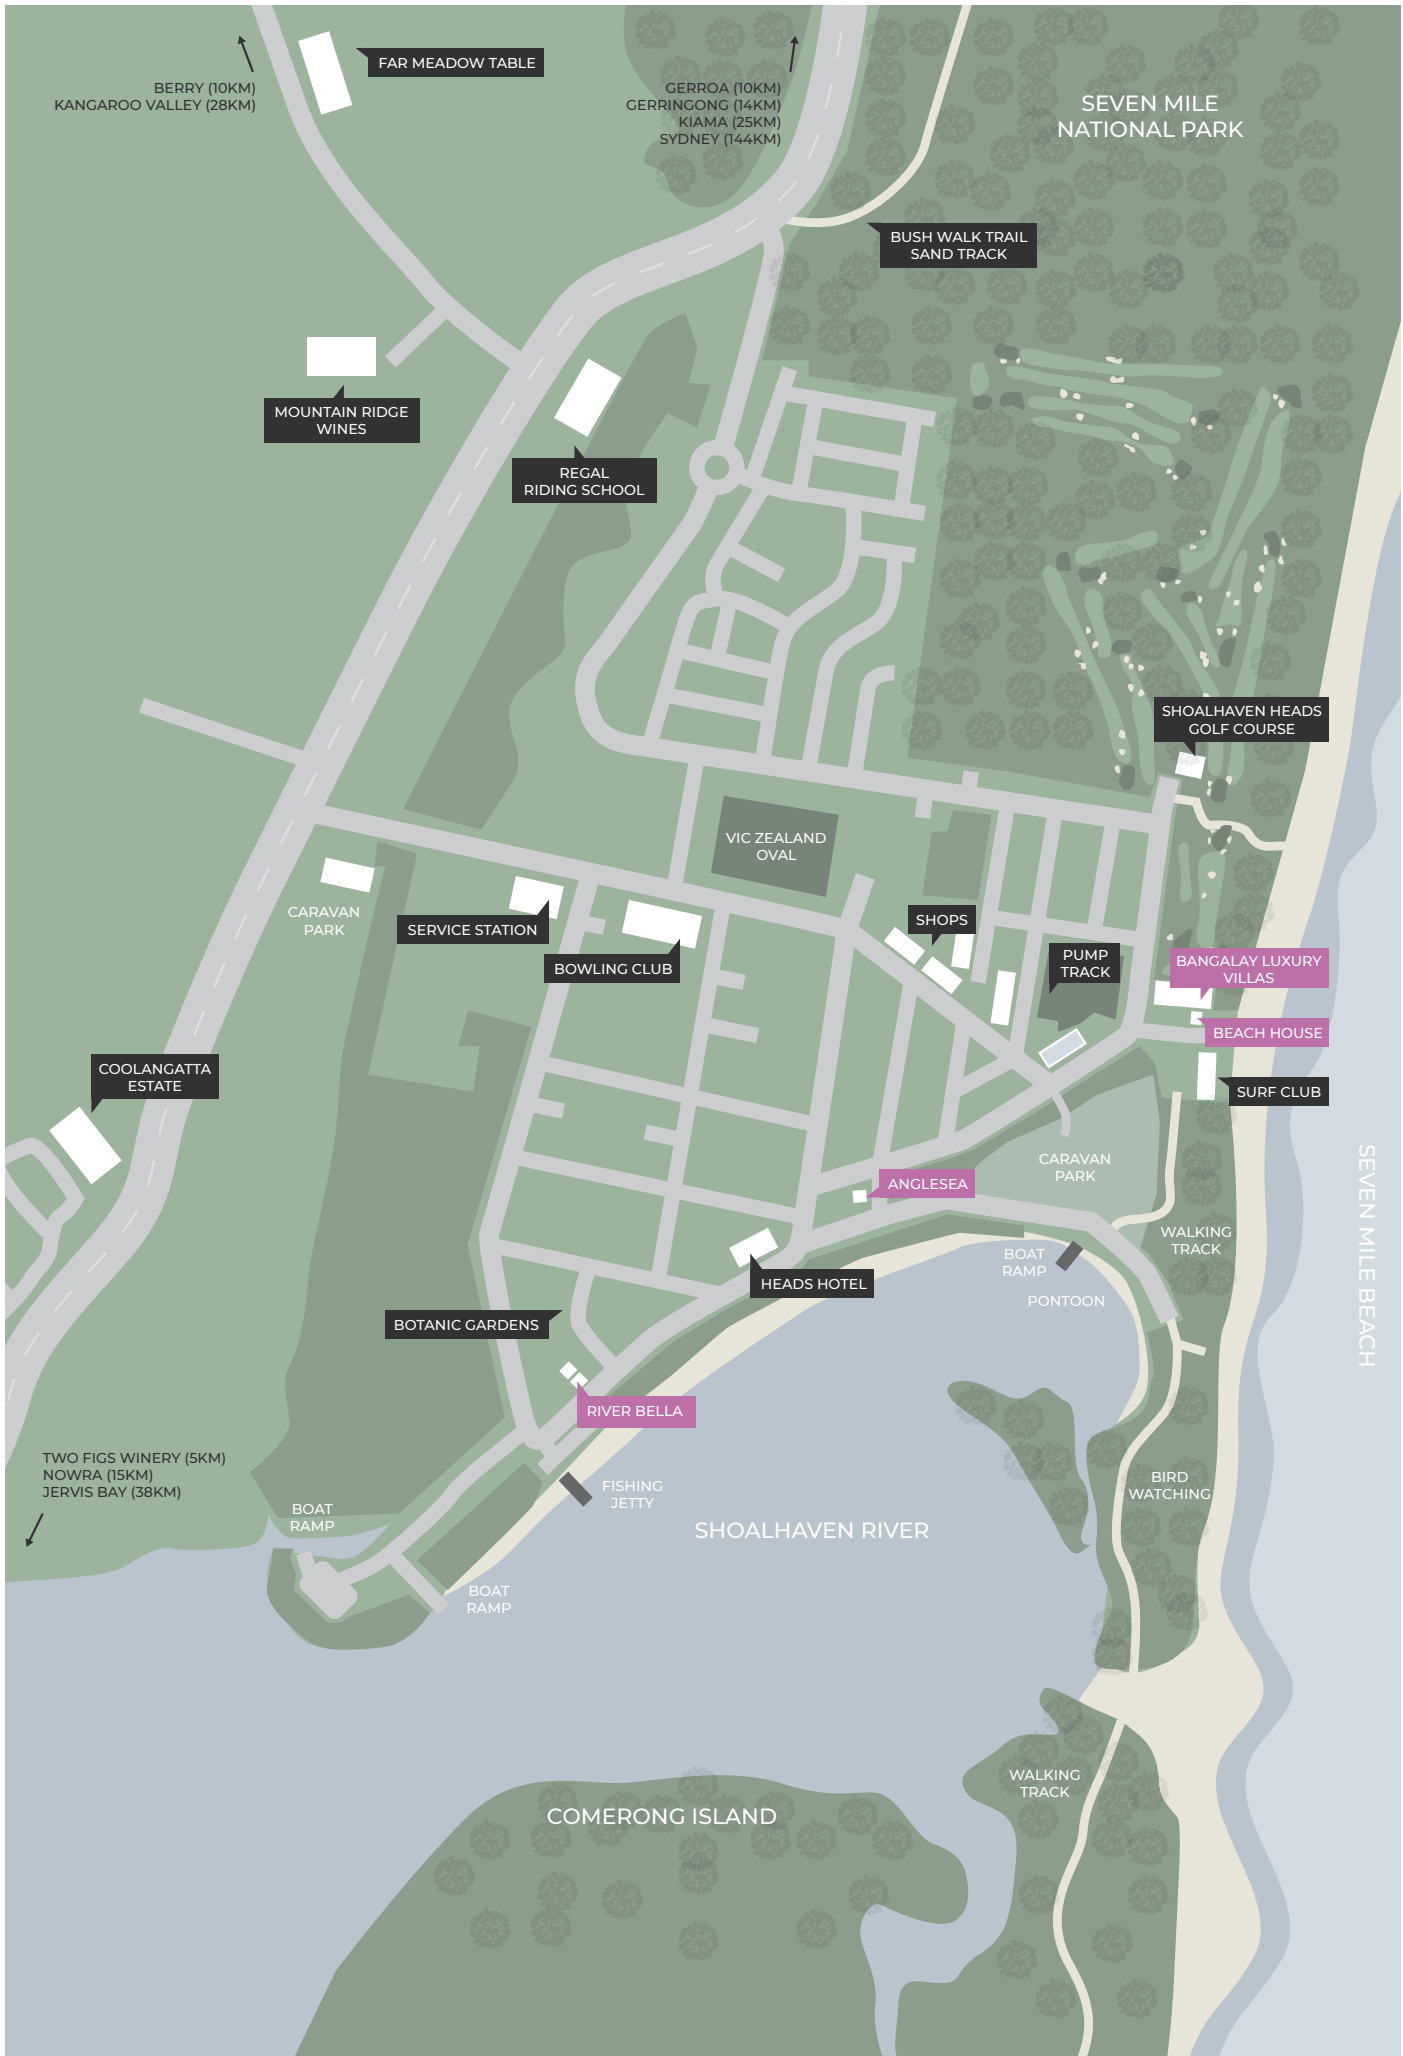 FAR MEADOW TABLE
BERRY (10KM)
KANGAROO VALLEY (28KM)
GERROA (10KM)
GERRINGONG (14KM)
KIAMA (25KM)
SYDNEY (144KM)
SEVEN MILE
NATIONAL PARK
BUSH WALK TRAIL
SAND TRACK
MOUNTAIN RIDGE
WINES
REGAL
RIDING SCHOOL
SHOALHAVEN HEADS
GOLF COURSE
VIC ZEALAND
OVAL
CARAVAN
PARK
SERVICE STATION
BOWLING CLUB
SHOPS
PUMP
TRACK
BANGALAY LUXURY
VILLAS
BEACH HOUSE
SURF CLUB
COOLANGATTA
ESTATE
CARAVAN
PARK
ANGLESEA
WALKING
TRACK
SEVEN MILE BEACH
BOAT
RAMP
PONTOON
HEADS HOTEL
BOTANIC GARDENS
RIVER BELLA
TWO FIGS WINERY (5KM)
NOWRA (15KM)
JERVIS BAY (38KM)
BOAT
RAMP
FISHING
JETTY
SHOALHAVEN RIVER
BIRD
WATCHING
BOAT
RAMP
WALKING
TRACK
COMERONG ISLAND